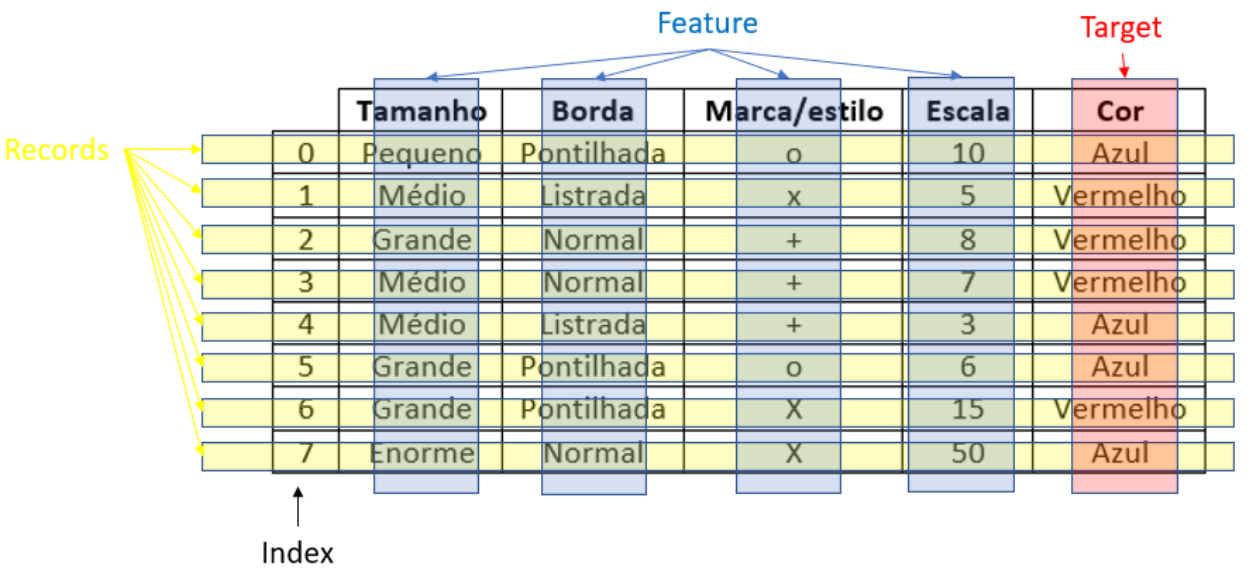 Feature Target
Tamanho Borda Marca/estilo Escala Cor
Records 0 Pequeno Pontilhada o 10 Azul
1 Médio Listrada x 5 Vermelho
2 Grande Normal + 8 Vermelho
3 Médio Normal + 7 Vermelho
4 Médio Listrada + 3 Azul
5 Grande Pontilhada o 6 Azul
6 Grande Pontilhada X 15 Vermelho
7 Enorme Normal X 50 Azul
Index